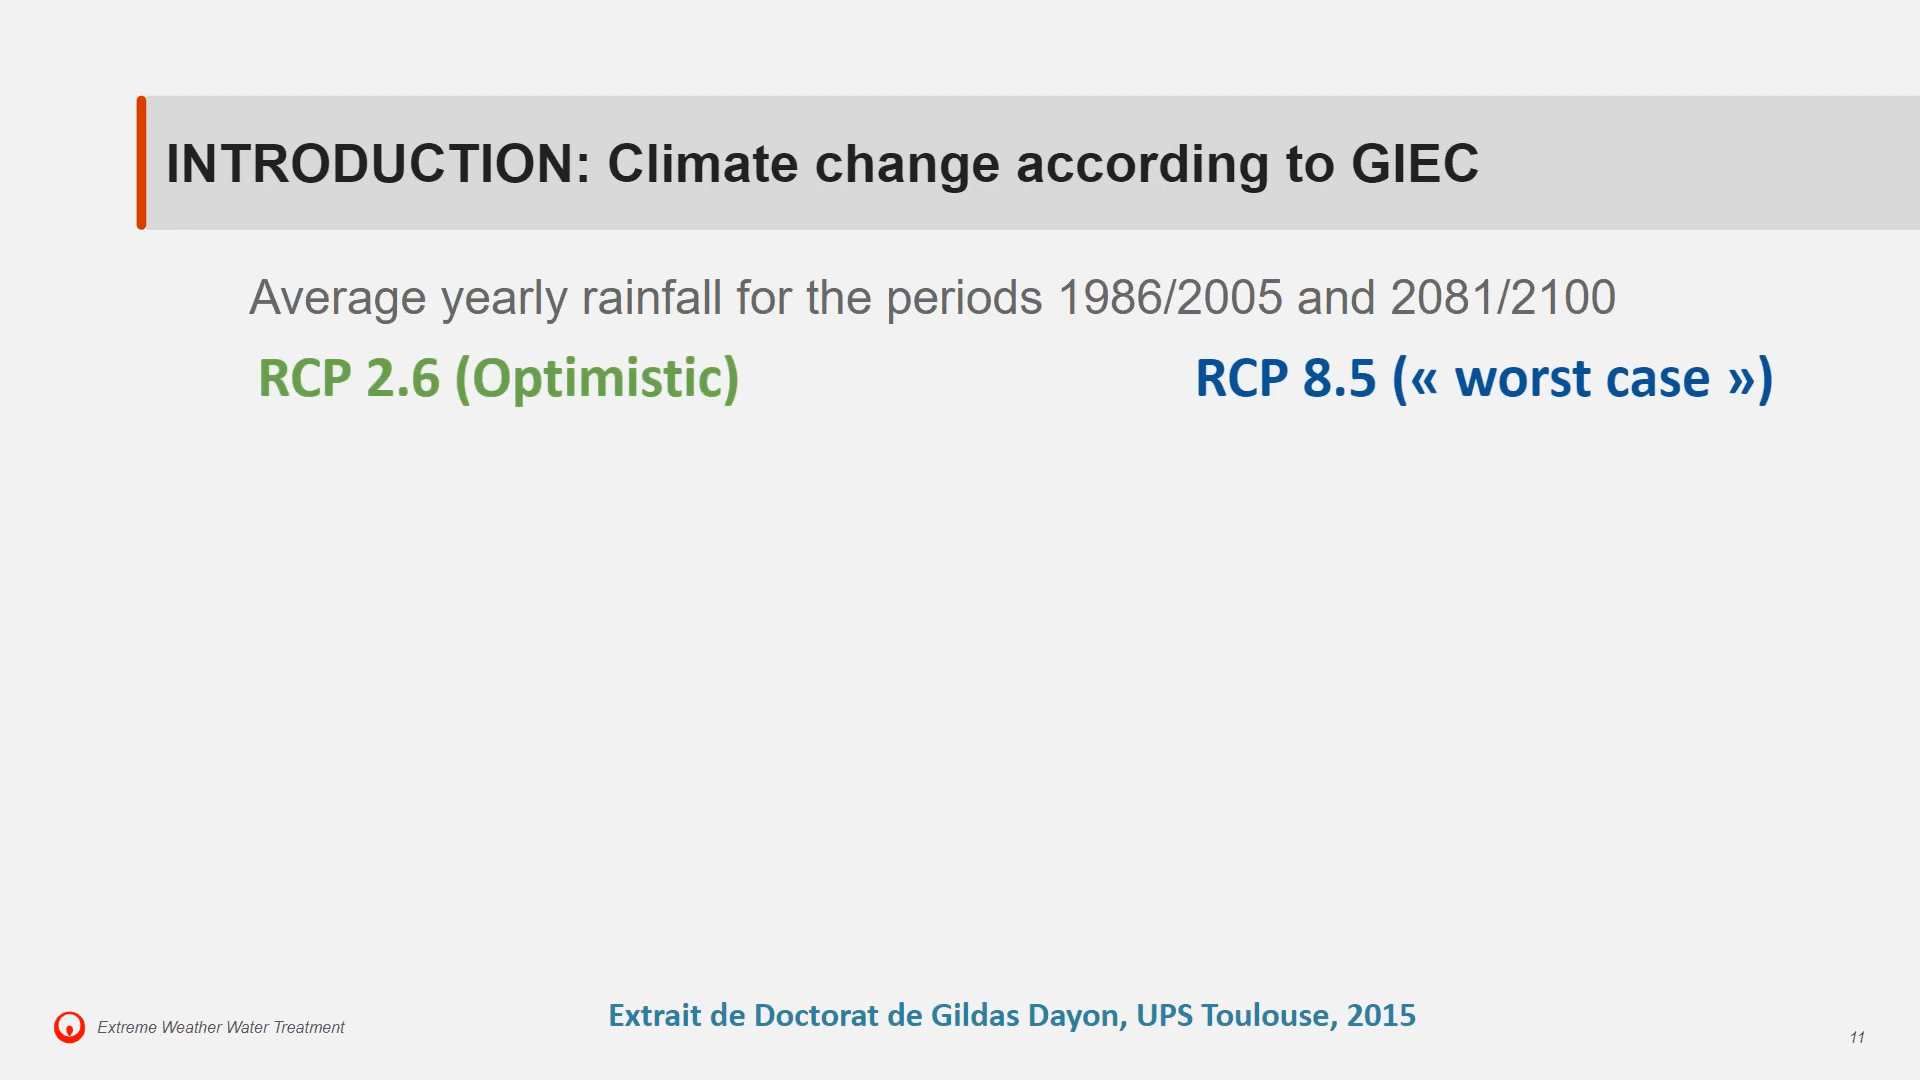 INTRODUCTION: Climate change according to GIEC
Average yearly rainfall for the periods 1986/2005 and 2081/2100
RCP 2.6 (Optimistic)
RCP 8.5 (« worst case »)
Extrait de Doctorat de Gildas Dayon, UPS Toulouse, 2015
Extreme Weather Water Treatment
11